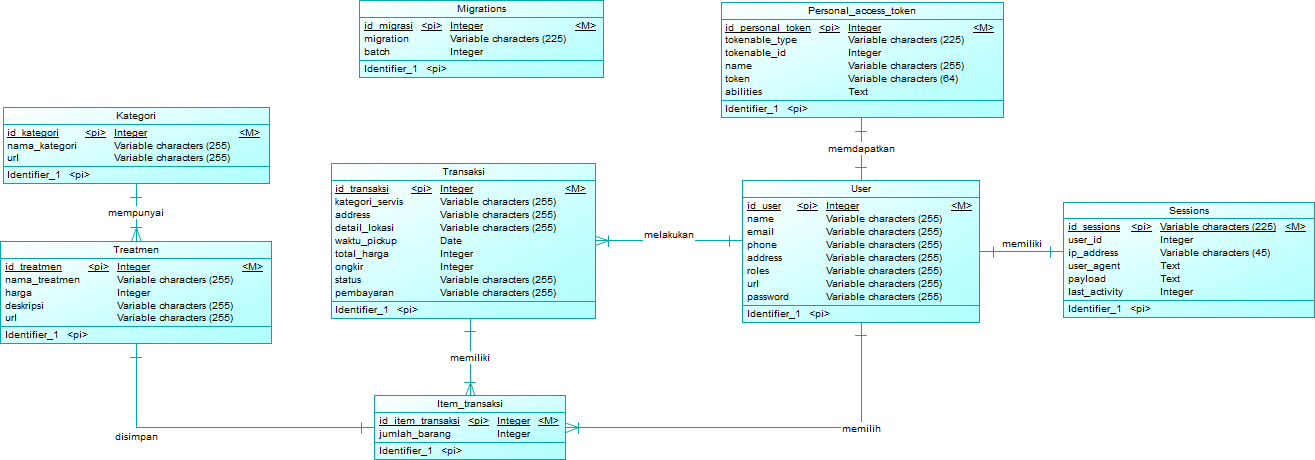 Migrations
id_migrasi <pi> Integer <M>
migration Variable characters (225)
batch Integer
Identifier_1 <pi>
Personal_access_token
id_personal_token <pi> Integer <M>
tokenable_type Variable characters (225)
tokenable_id Integer
name Variable characters (255)
token Variable characters (64)
abilities Text
Identifier_1 <pi>
Kategori
id_kategori <pi> Integer <M>
nama_kategori Variable characters (255)
url Variable characters (255)
Identifier_1 <pi>
mempunyai
Treatmen
id_treatmen <pi> Integer <M>
nama_treatmen Variable characters (255)
harga Integer
deskripsi Variable characters (255)
url Variable characters (255)
Identifier_1 <pi>
Transaksi
id_transaksi <pi> Integer <M>
kategori_servis Variable characters (255)
address Variable characters (255)
detail_lokasi Variable characters (255)
waktu_pickup Date
total_harga Integer
ongkir Integer
status Variable characters (255)
pembayaran Variable characters (255)
Identifier_1 <pi>
melakukan
memdapatkan
User
id_user <pi> Integer <M>
name Variable characters (255)
email Variable characters (255)
phone Variable characters (255)
address Variable characters (255)
roles Variable characters (255)
url Variable characters (255)
password Variable characters (255)
Identifier_1 <pi>
memiliki
Sessions
id_sessions <pi> Variable characters (225) <M>
user_id Integer
ip_address Variable characters (45)
user_agent Text
payload Text
last_activity Integer
Identifier_1 <pi>
memiliki
Item_transaksi
id_item_transaksi <pi> Integer <M>
jumlah_barang Integer
Identifier_1 <pi>
disimpan
memilih